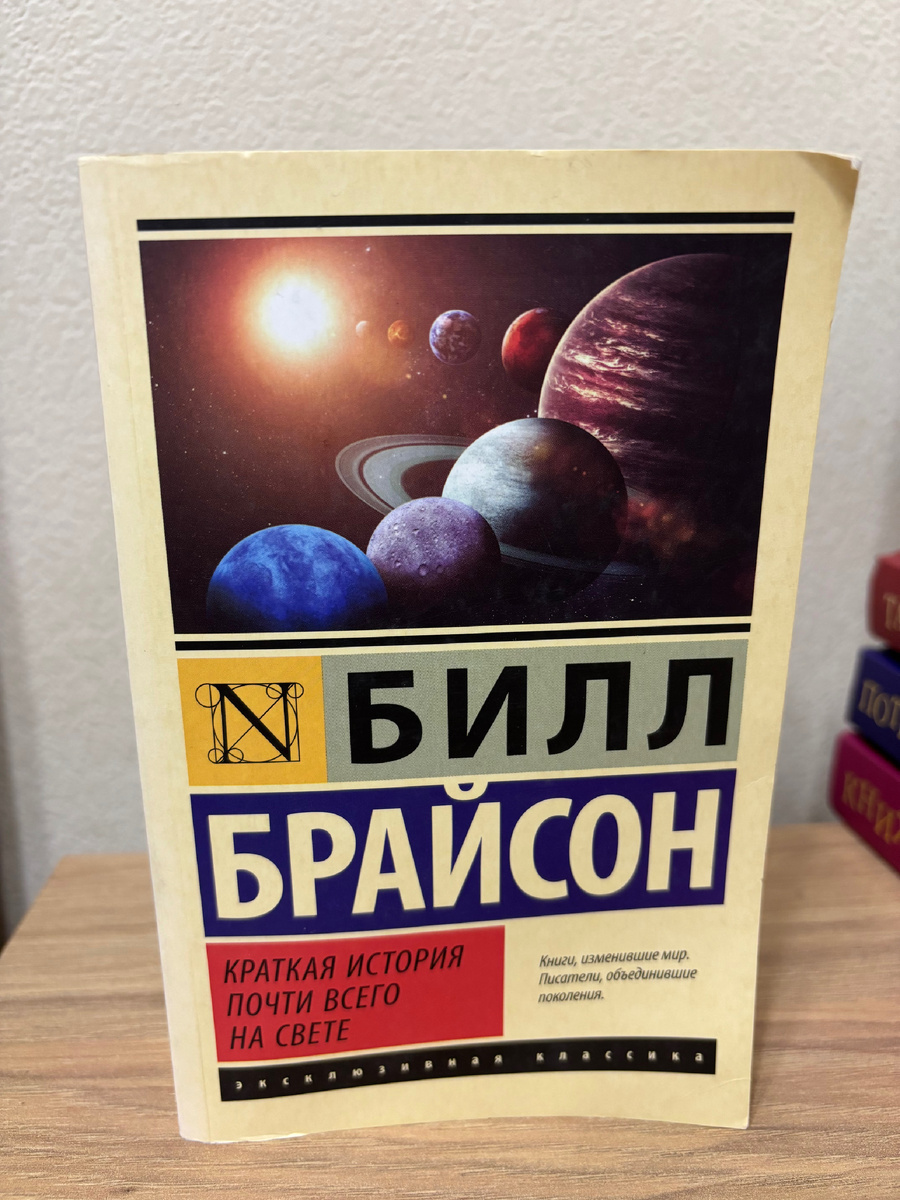 N
БИЛЛ
БРАЙСОН
КРАТКАЯ ИСТОРИЯ
ПОЧТИ ВСЕГО
НА СВЕТЕ
Книги, изменившие мир.
Писатели, объединившие
поколения.
эксклюзивная классика